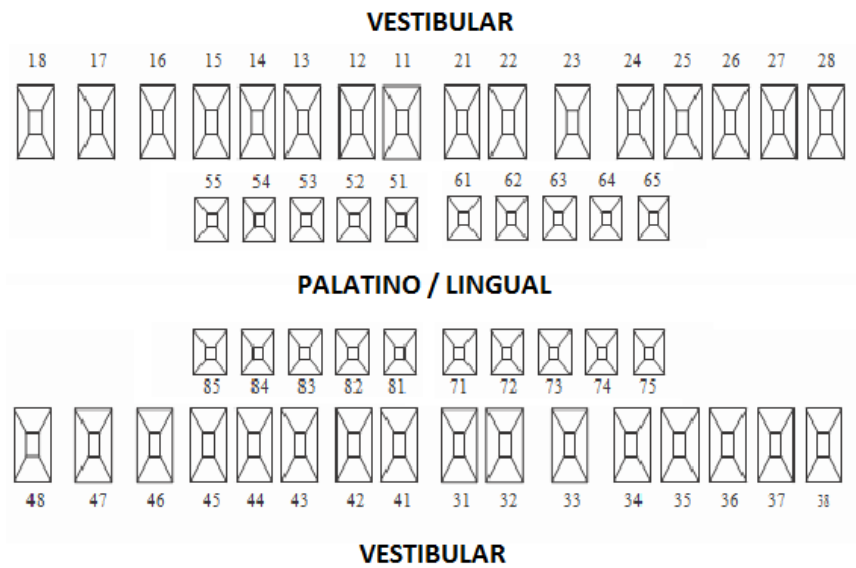 VESTIBULAR
18 17 16 15 14 13 12 11 21 22 23 24 25 26 27 28
55 54 53 52 51 61 62 63 64 65
PALATINO / LINGUAL
85 84 83 82 81 71 72 73 74 75
48 47 46 45 44 43 42 41 31 32 33 34 35 36 37 38
VESTIBULAR